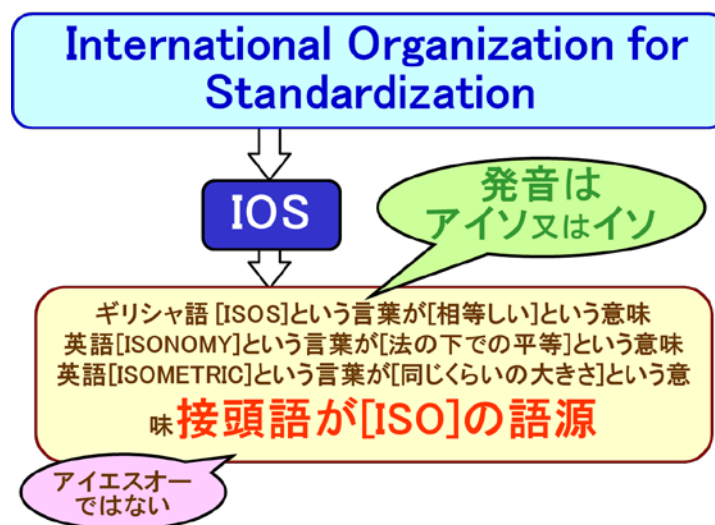 International Organization for
Standardization
IOS
発音は
アイソ又はイソ
ギリシャ語 [ISOS]という言葉が[相等しい]という意味
英語[ISONOMY]という言葉が[法の下での平等]という意味
英語[ISOMETRIC]という言葉が[同じくらいの大きさ]という意
味接頭語が[ISO]の語源
アイエスオー
ではない